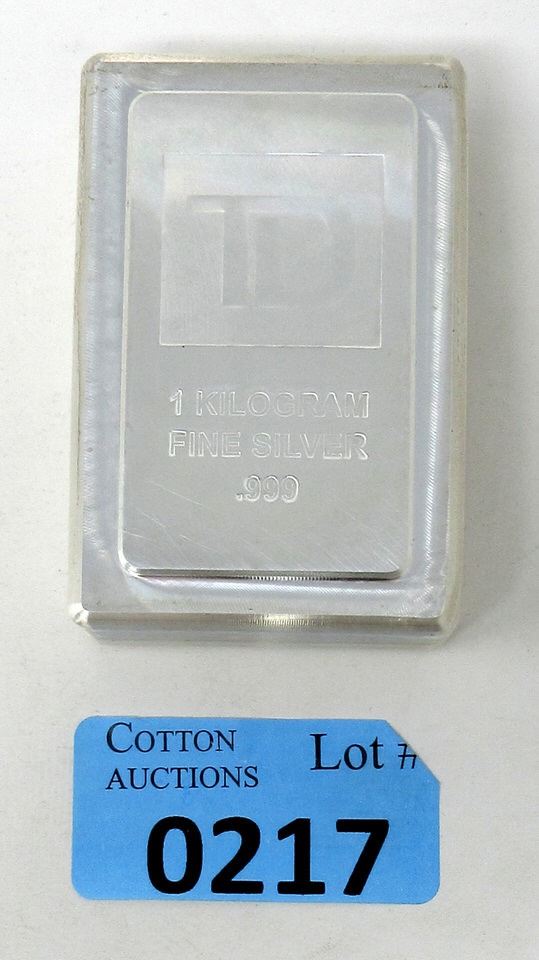 TD
1 KILOGRAM
FINE SILVER
.999
COTTON Lot #
AUCTIONS
0217